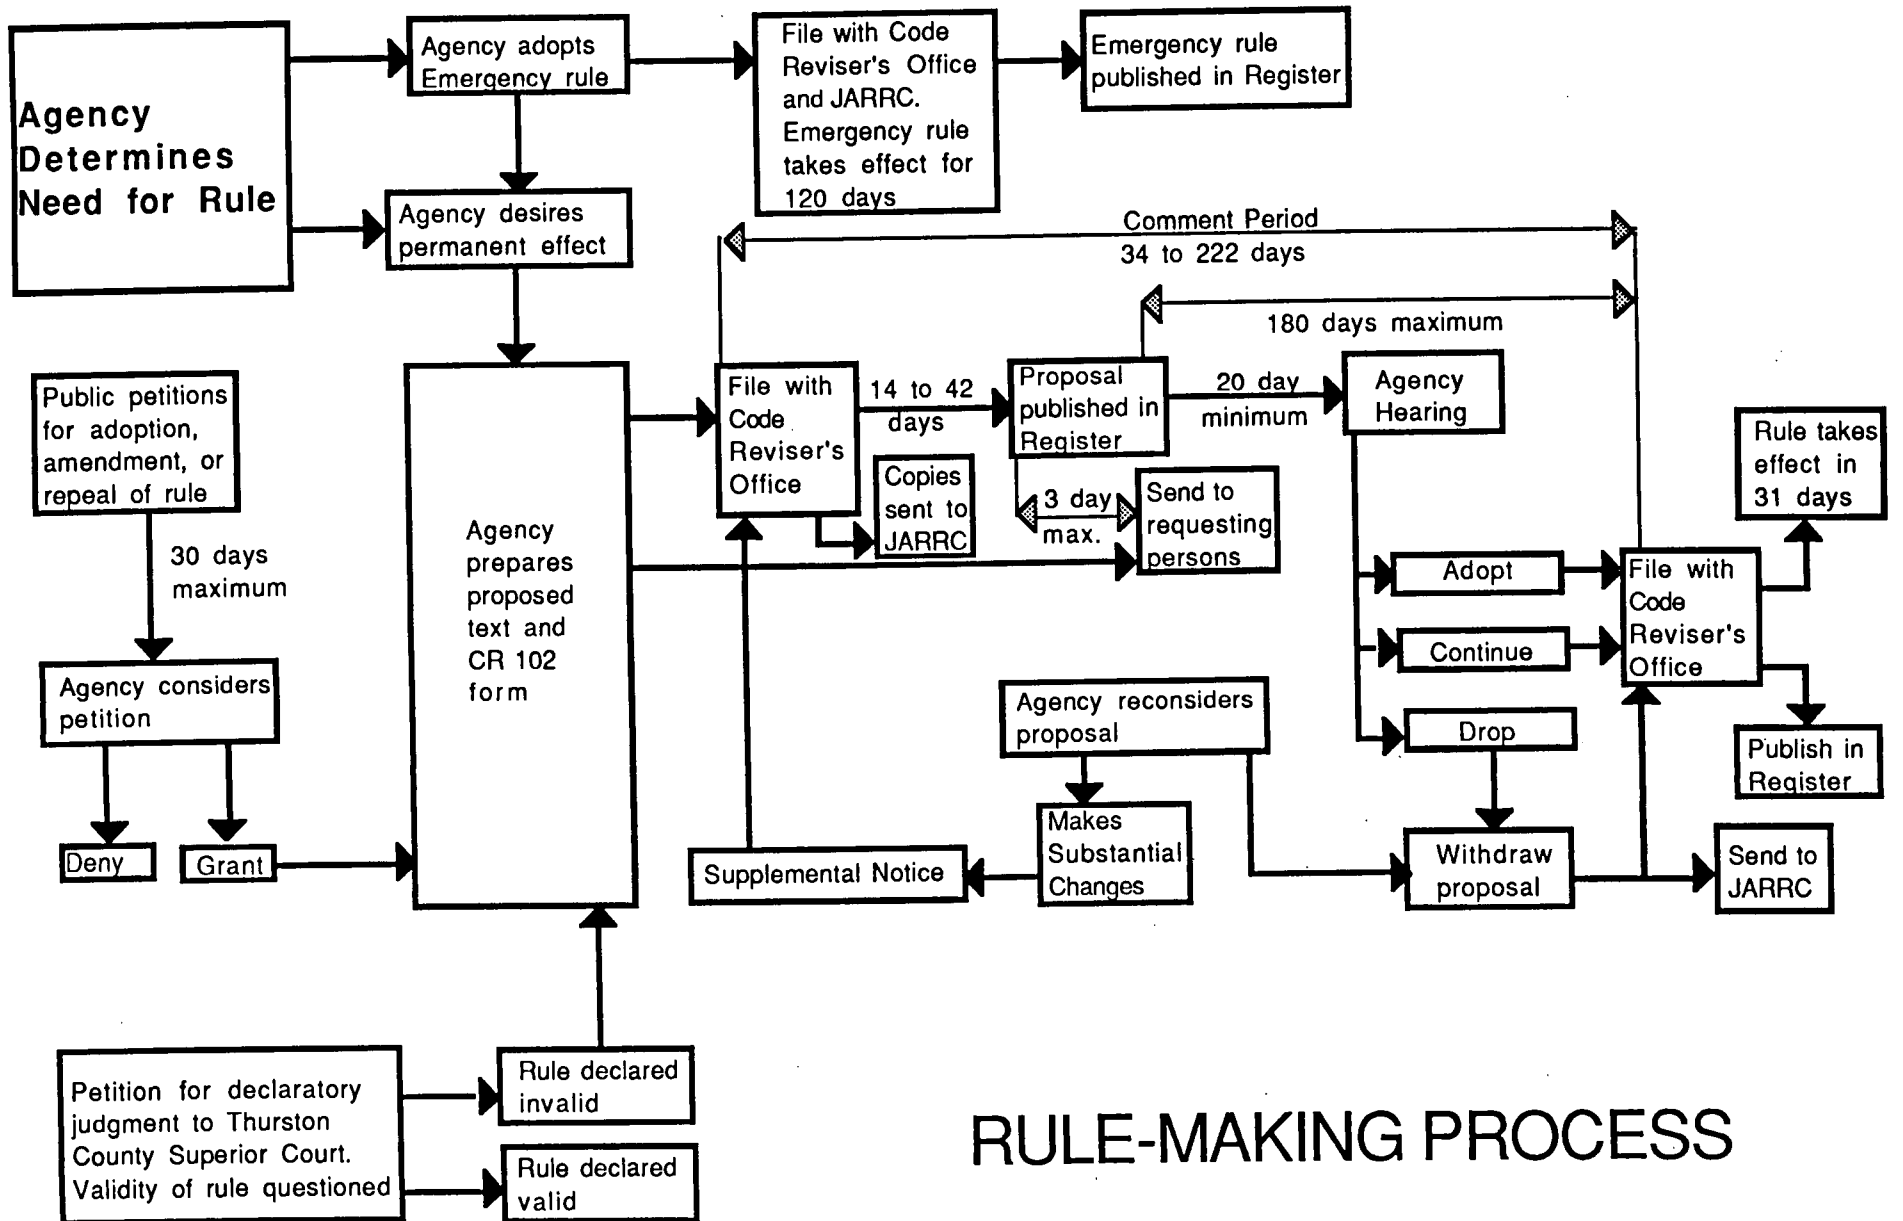 Agency
Determines
Need for Rule
Agency adopts
Emergency rule
File with Code
Reviser's Office
and JARRC.
Emergency rule
takes effect for
120 days
Emergency rule
published in Register
Agency desires
permanent effect
Comment Period
34 to 222 days
180 days maximum
Public petitions
for adoption,
amendment, or
repeal of rule
30 days
maximum
Agency considers
petition
Deny
Grant
Agency
prepares
proposed
text and
CR 102
form
File with
Code
Reviser's
Office
14 to 42
days
Copies
sent to
JARRC
Proposal
published in
Register
3 day
max.
Send to
requesting
persons
20 day
minimum
Agency
Hearing
Adopt
Continue
Drop
File with
Code
Reviser's
Office
Rule takes
effect in
31 days
Publish in
Register
Agency reconsiders
proposal
Makes
Substantial
Changes
Supplemental Notice
Withdraw
proposal
Send to
JARRC
Petition for declaratory
judgment to Thurston
County Superior Court.
Validity of rule questioned
Rule declared
invalid
Rule declared
valid
RULE-MAKING PROCESS